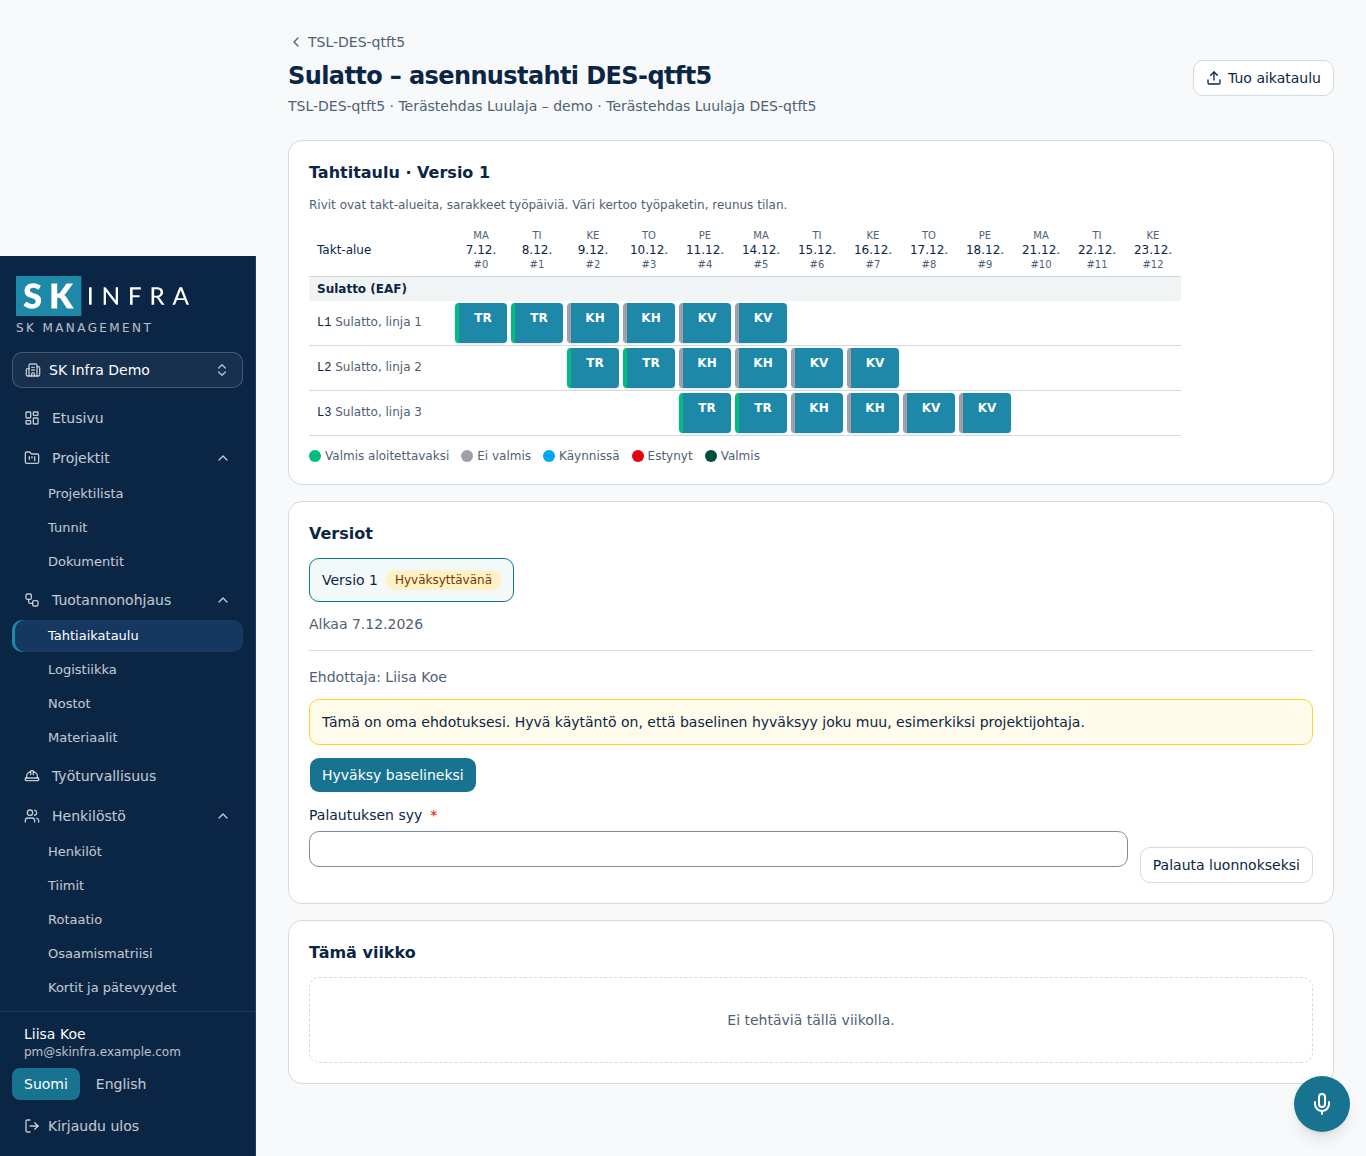 TSL-DES-qtft5
Sulatto – asennustahti DES-qtft5
Tuo aikataulu
TSL-DES-qtft5 · Terästehdas Luulaja – demo · Terästehdas Luulaja DES-qtft5
Tahtitaulu · Versio 1
Rivit ovat takt-alueita, sarakkeet työpäiviä. Väri kertoo työpaketin, reunus tilan.
MA TI KE TO PE MA TI KE TO PE MA TI KE
Takt-alue 7.12. 8.12. 9.12. 10.12. 11.12. 14.12. 15.12. 16.12. 17.12. 18.12. 21.12. 22.12. 23.12.
#0 #1 #2 #3 #4 #5 #6 #7 #8 #9 #10 #11 #12
Sulatto (EAF)
L1 Sulatto, linja 1 TR TR KH KH KV KV
L2 Sulatto, linja 2 TR TR KH KH KV KV
L3 Sulatto, linja 3 TR TR KH KH KV KV
Valmis aloitettavaksi Ei valmis Käynnissä Estynyt Valmis
Versiot
Versio 1 Hyväksyttävänä
Alkaa 7.12.2026
Ehdottaja: Liisa Koe
Tämä on oma ehdotuksesi. Hyvä käytäntö on, että baselinen hyväksyy joku muu, esimerkiksi projektijohtaja.
Hyväksy baselineksi
Palautuksen syy *
Palauta luonnokseksi
Tämä viikko
Ei tehtäviä tällä viikolla.
SK INFRA
SK MANAGEMENT
SK Infra Demo
Etusivu
Projektit
Projektilista
Tunnit
Dokumentit
Tuotannonohjaus
Tahtiaikataulu
Logistiikka
Nostot
Materiaalit
Työturvallisuus
Henkilöstö
Henkilöt
Tiimit
Rotaatio
Osaamismatriisi
Kortit ja pätevyydet
Liisa Koe
pm@skinfra.example.com
Suomi English
Kirjaudu ulos